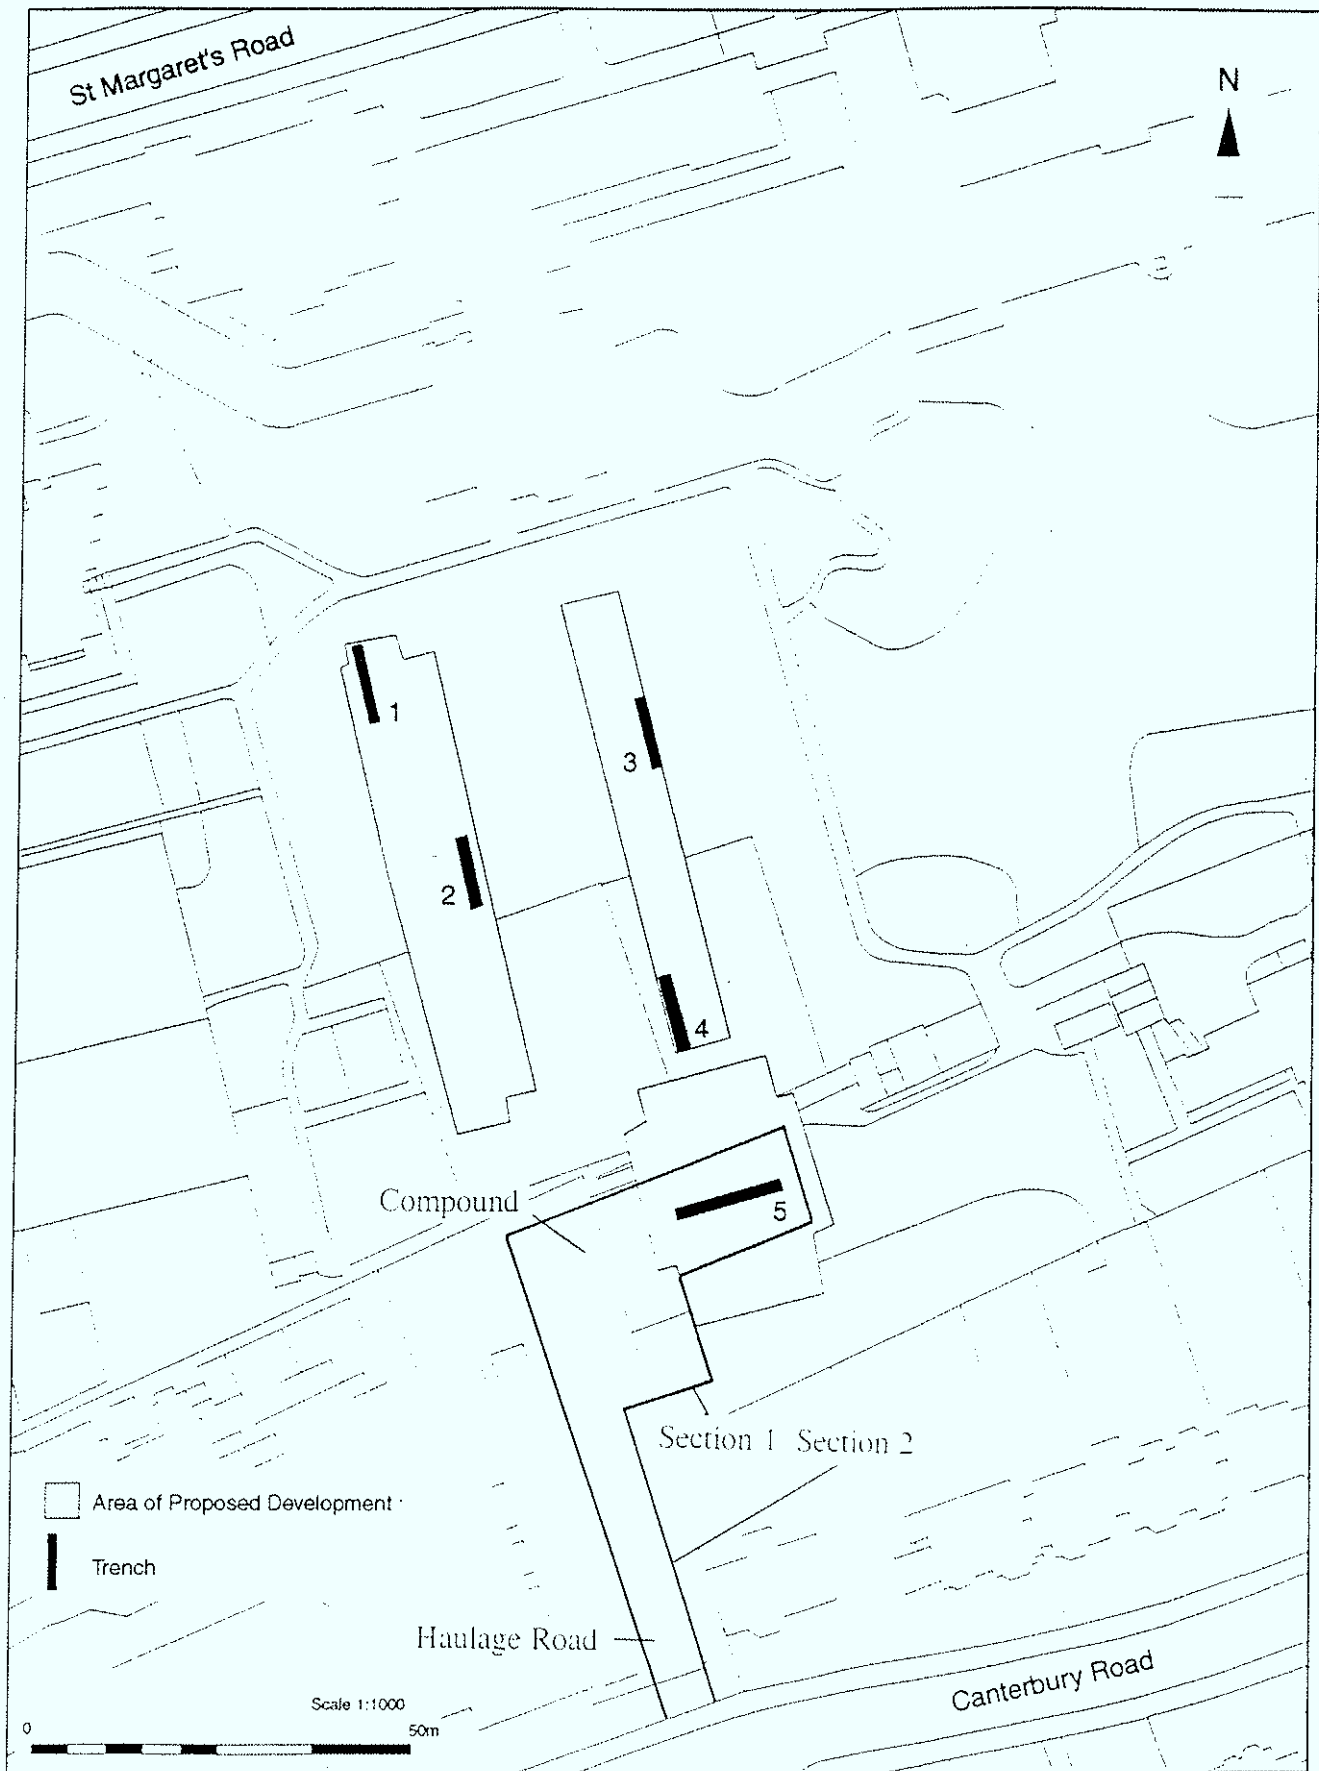 St Margaret's Road
N
1
3
2
4
Compound
5
Section 1 Section 2
Area of Proposed Development
Trench
Haulage Road
Canterbury Road
Scale 1:1000
0 50m